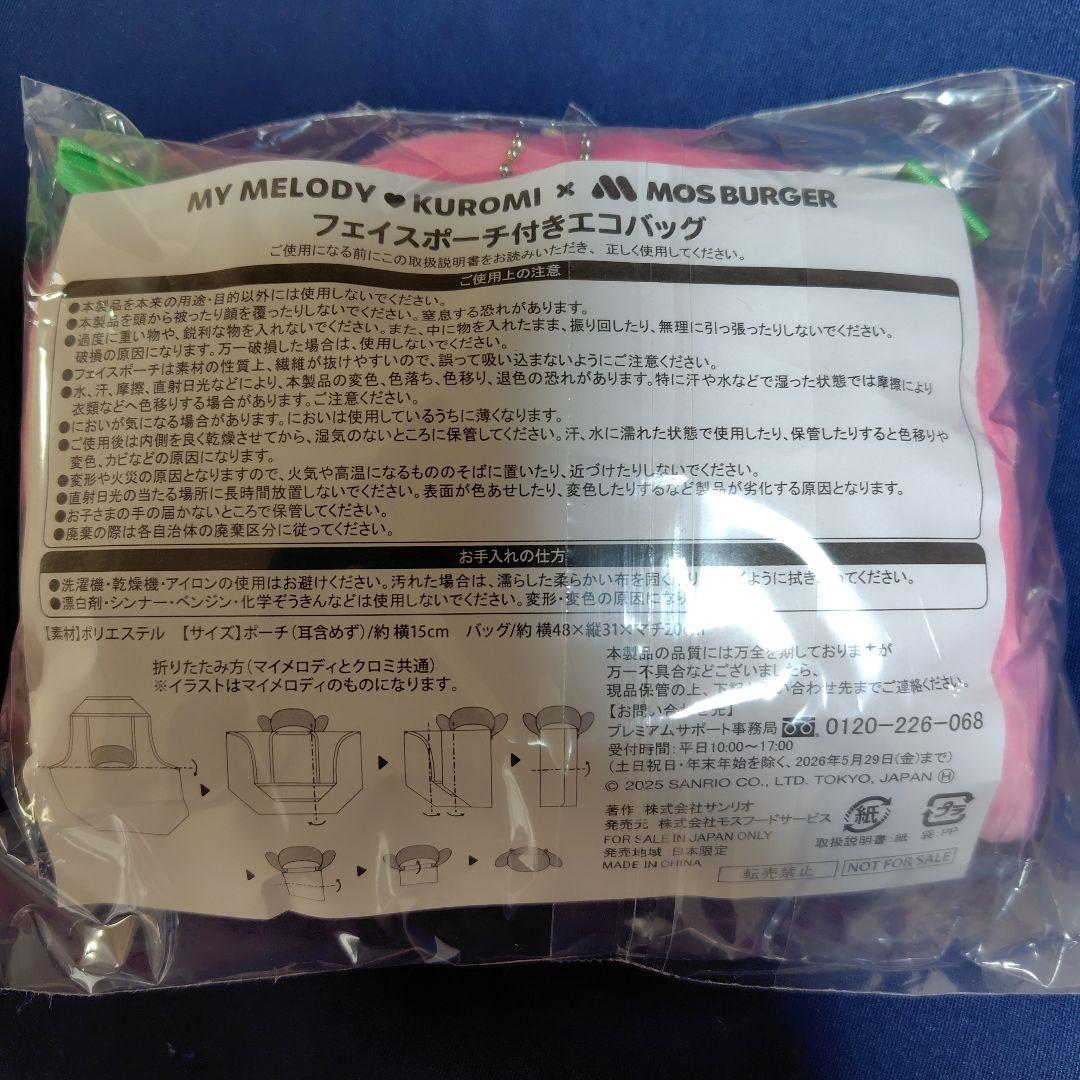 MY MELODY ♥ KUROMI × MOS BURGER
フェイスポーチ付きエコバッグ
ご使用になる前にこの取扱説明書をお読みいただき、正しく使用してください。
ご使用上の注意
●本製品を本来の用途・目的以外には使用しないでください。
●本製品を頭から被ったり顔を覆ったりしないでください。窒息する恐れがあります。
●過度に重い物や、鋭利な物を入れないでください。また、中に物を入れたまま、振り回したり、無理に引っ張ったりしないでください。
破損の原因になります。万一破損した場合は、使用しないでください。
●フェイスポーチは素材の性質上、繊維が抜けやすいので、誤って吸い込まないようにご注意ください。
●水、汗、摩擦、直射日光などにより、本製品の変色、色落ち、色移り、退色の恐れがあります。特に汗や水などで湿った状態では摩擦により
衣類などへ色移りする場合があります。ご注意ください。
●においが気になる場合があります。においは使用しているうちに薄くなります。
●ご使用後は内側を良く乾燥させてから、湿気のないところに保管してください。汗、水に濡れた状態で使用したり、保管したりすると色移りや
変色、カビなどの原因になります。
●変形や火災の原因となりますので、火気や高温になるもののそばに置いたり、近づけたりしないでください。
●直射日光の当たる場所に長時間放置しないでください。表面が色あせしたり、変色したりするなど製品が劣化する原因となります。
●お子さまの手の届かないところで保管してください。
●廃棄の際は各自治体の廃棄区分に従ってください。
お手入れの仕方
●洗濯機・乾燥機・アイロンの使用はお避けください。汚れた場合は、濡らした柔らかい布を固く ように拭き ってください。
●漂白剤・シンナー・ベンジン・化学ぞうきんなどは使用しないでください。変形・変色の原因になり
【素材】ポリエステル 【サイズ】ポーチ(耳含めず)/約 横15cm バッグ/約 横48×縦31×マチ20cm
折りたたみ方(マイメロディとクロミ共通)
※イラストはマイメロディのものになります。
本製品の品質には万全を期しておりますが
万一不具合などございましたら、
現品保管の上、下記お問い合わせ先までご連絡ください。
【お問い合わせ先】
プレミアムサポート事務局 0120-226-068
受付時間:平日10:00～17:00
(土日祝日・年末年始を除く、2026年5月29日(金)まで)
© 2025 SANRIO CO., LTD. TOKYO, JAPAN Ⓗ
著作 株式会社サンリオ
発売元 株式会社モスフードサービス
FOR SALE IN JAPAN ONLY
発売地域 日本限定
MADE IN CHINA
紙
取扱説明書:紙
プラ
袋:PP
転売禁止
NOT FOR SALE